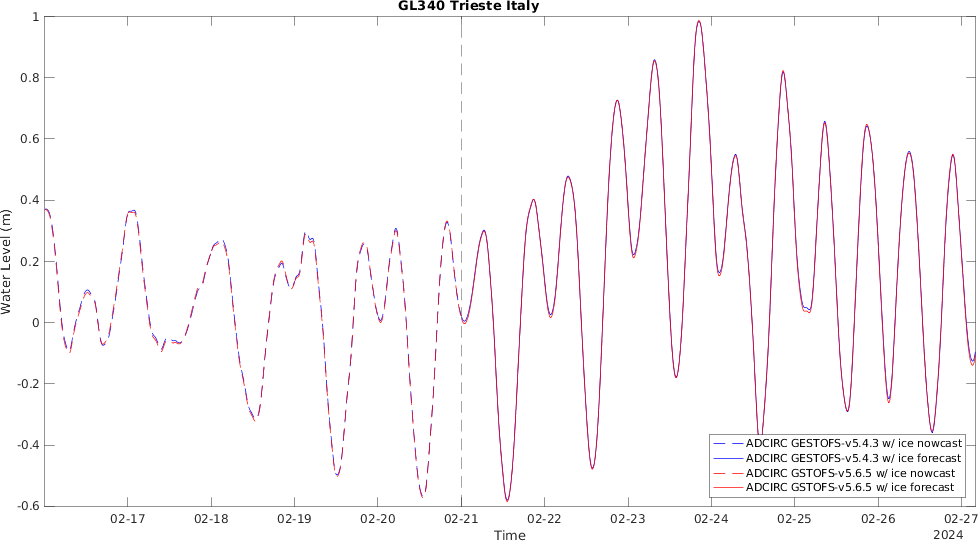 GL340 Trieste Italy
Water Level (m)
1
0.8
0.6
0.4
0.2
0
-0.2
-0.4
-0.6
ADCIRC GESTOFS-v5.4.3 w/ ice nowcast
ADCIRC GESTOFS-v5.4.3 w/ ice forecast
ADCIRC GSTOFS-v5.6.5 w/ ice nowcast
ADCIRC GSTOFS-v5.6.5 w/ ice forecast
02-17 02-18 02-19 02-20 02-21 02-22 02-23 02-24 02-25 02-26 02-27
Time
2024